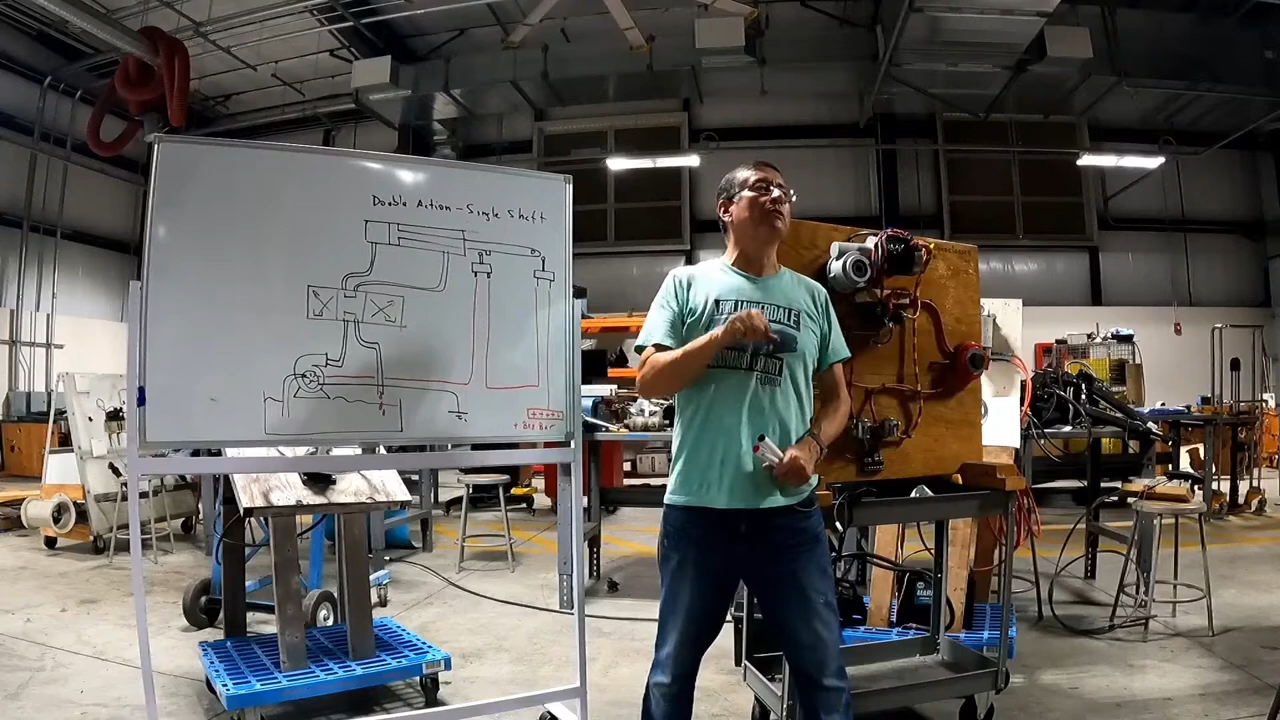 Double Action - Single Shaft
+ + + + +
+ Bus Bar
FORT LAUDERDALE
BROWARD COUNTY
FLORIDA